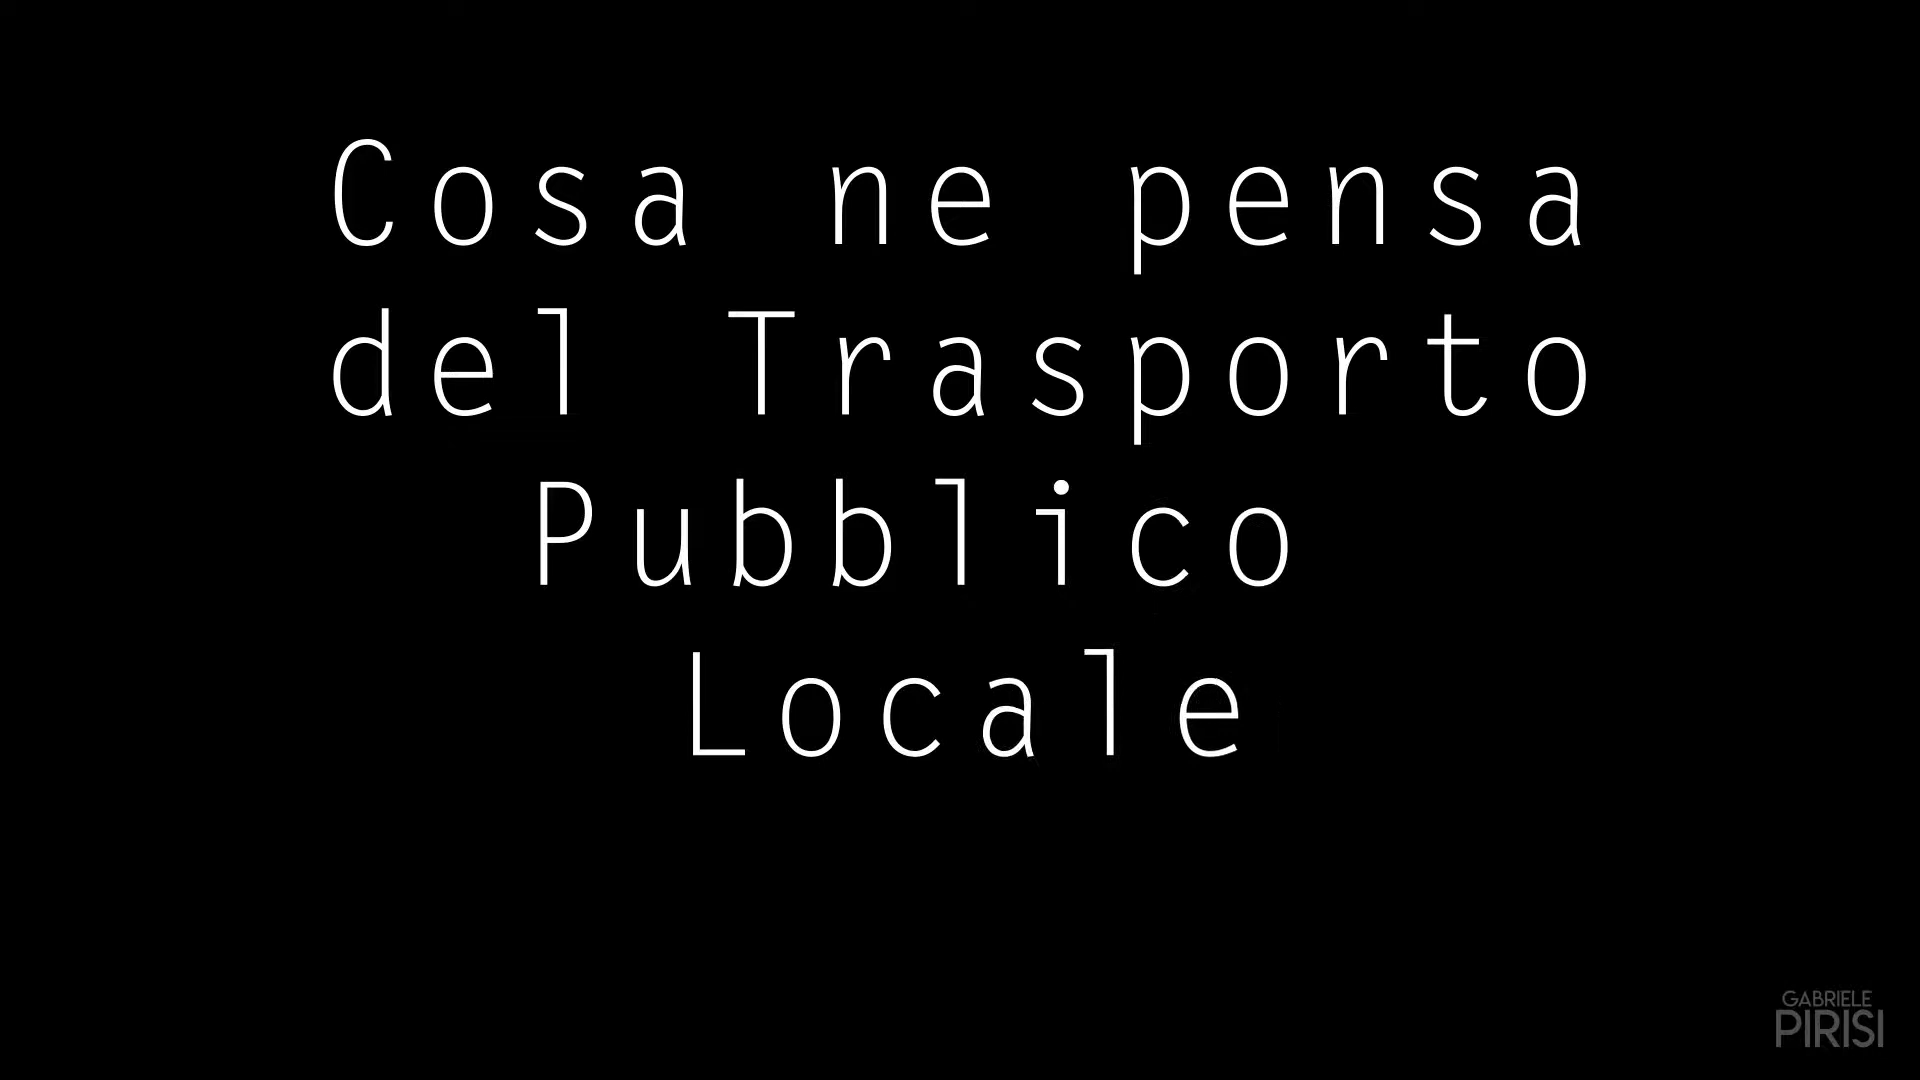 Cosa ne pensa
del Trasporto
Pubblico
Locale
GABRIELE
PIRISI